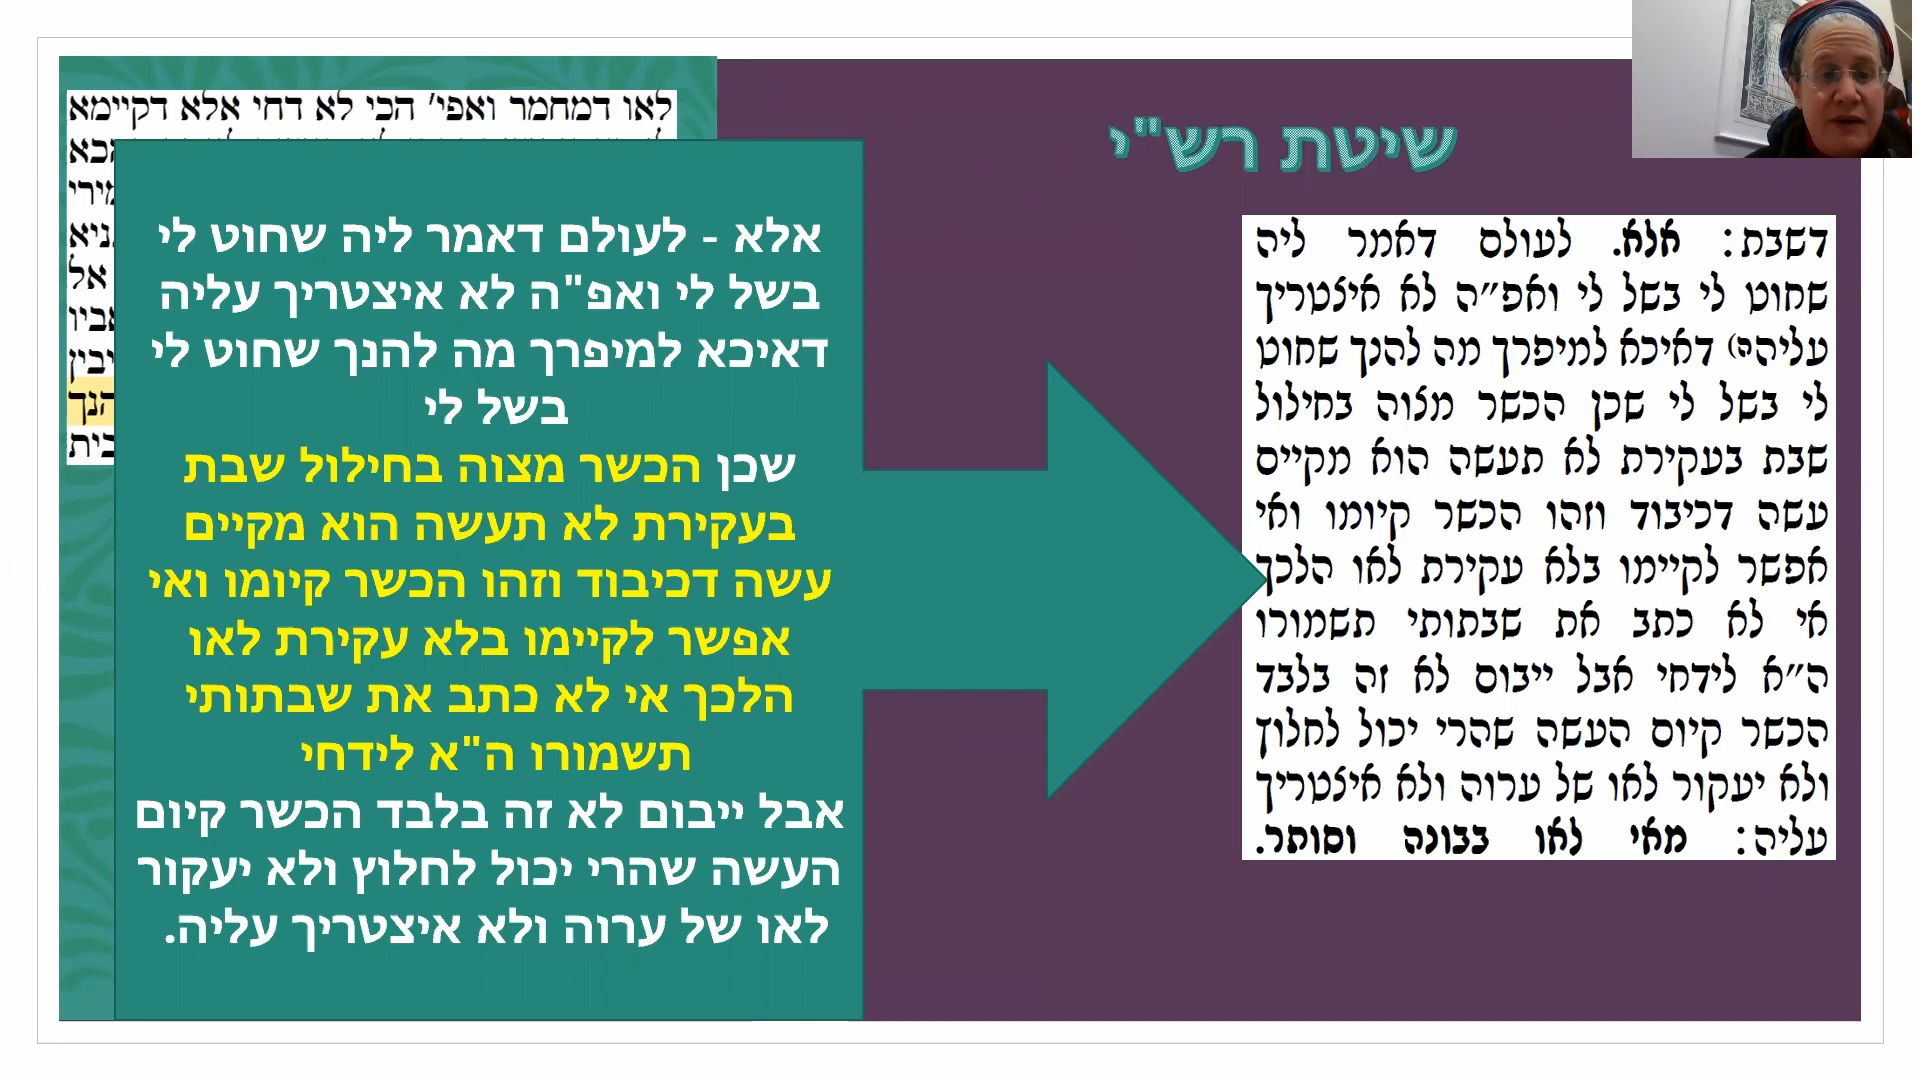 שיטת רש"י
לאו דמחמר ואפי' הכי לא דחי אלא דקיימא
אל
הנך
בית
אלא - לעולם דאמר ליה שחוט לי
בשל לי ואפ"ה לא איצטריך עליה
דאיכא למיפרך מה להנך שחוט לי
בשל לי
שכן הכשר מצוה בחילול שבת
בעקירת לא תעשה הוא מקיים
עשה דכיבוד וזהו הכשר קיומו ואי
אפשר לקיימו בלא עקירת לאו
הלכך אי לא כתב את שבתותי
תשמורו ה"א לידחי
אבל ייבום לא זה בלבד הכשר קיום
העשה שהרי יכול לחלוץ ולא יעקור
לאו של ערוה ולא איצטריך עליה.
דשבת: אלא. לעולם דאמר ליה
שחוט לי בשל לי ואפ״ה לא איצטריך
עליה דאיכא למיפרך מה להנך שחוט
לי בשל לי שכן הכשר מצוה בחילול
שבת בעקירת לא תעשה הוא מקיים
עשה דכיבוד וזהו הכשר קיומו ואי
אפשר לקיימו בלא עקירת לאו הלכך
אי לא כתב את שבתותי תשמורו
ה״א לידחי אבל ייבום לא זה בלבד
הכשר קיום העשה שהרי יכול לחלוץ
ולא יעקור לאו של ערוה ולא איצטריך
עליה: מאי לאו בבונה וסותר.